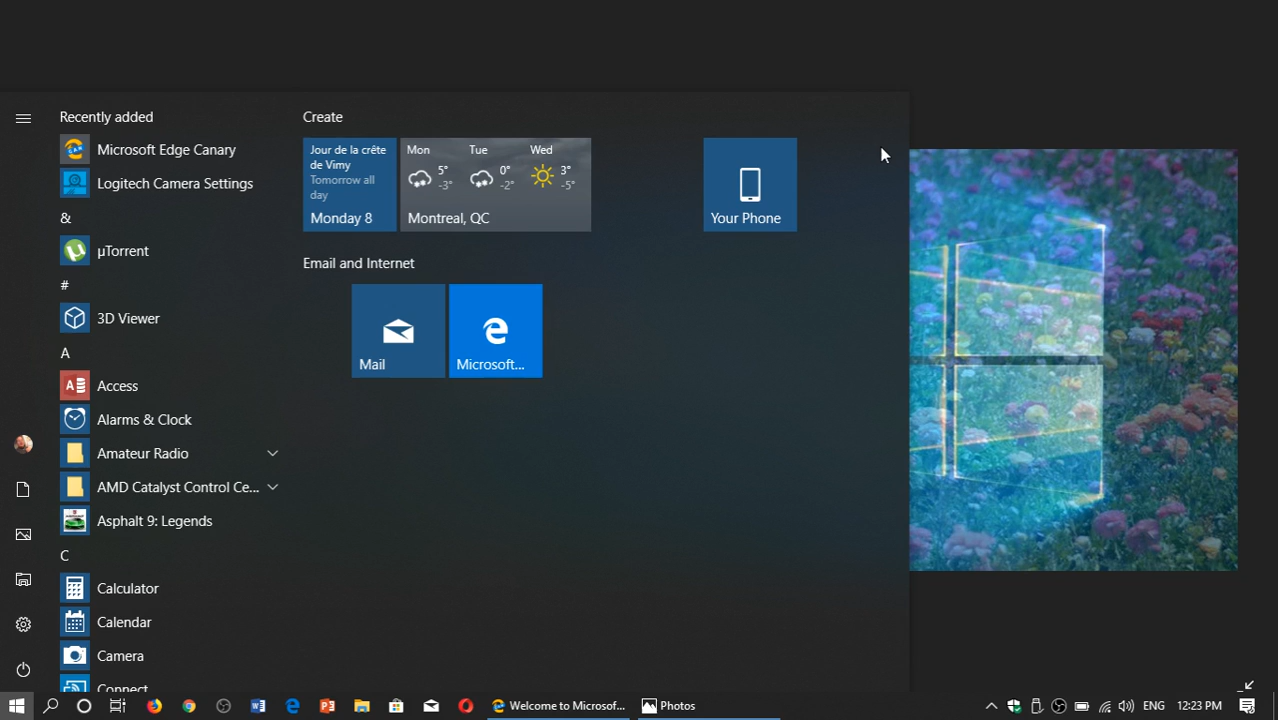 Recently added
Microsoft Edge Canary
Logitech Camera Settings
&
µTorrent
#
3D Viewer
A
Access
Alarms & Clock
Amateur Radio
AMD Catalyst Control Ce...
Asphalt 9: Legends
C
Calculator
Calendar
Camera
Connect
Create
Jour de la crête
de Vimy
Tomorrow all
day
Monday 8
Mon Tue Wed
5° 0° 3°
-3° -2° -5°
Montreal, QC
Your Phone
Email and Internet
Mail
Microsoft...
Welcome to Microsof...
Photos
ENG
12:23 PM